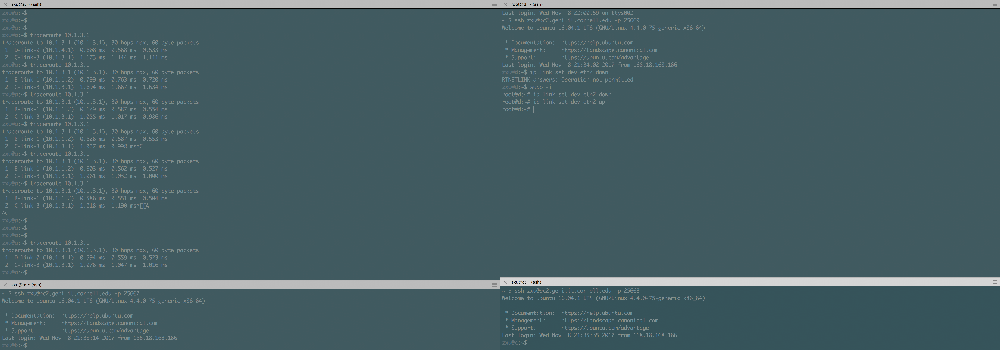 zxu@a: ~ (ssh)
zxu@a:~$
zxu@a:~$
zxu@a:~$
zxu@a:~$ traceroute 10.1.3.1
traceroute to 10.1.3.1 (10.1.3.1), 30 hops max, 60 byte packets
 1  D-link-0 (10.1.4.1)  0.608 ms  0.568 ms  0.533 ms
 2  C-link-3 (10.1.3.1)  1.173 ms  1.144 ms  1.111 ms
zxu@a:~$ traceroute 10.1.3.1
traceroute to 10.1.3.1 (10.1.3.1), 30 hops max, 60 byte packets
 1  B-link-1 (10.1.1.2)  0.799 ms  0.763 ms  0.720 ms
 2  C-link-3 (10.1.3.1)  1.694 ms  1.667 ms  1.634 ms
zxu@a:~$ traceroute 10.1.3.1
traceroute to 10.1.3.1 (10.1.3.1), 30 hops max, 60 byte packets
 1  B-link-1 (10.1.1.2)  0.629 ms  0.587 ms  0.554 ms
 2  C-link-3 (10.1.3.1)  1.055 ms  1.017 ms  0.986 ms
zxu@a:~$ traceroute 10.1.3.1
traceroute to 10.1.3.1 (10.1.3.1), 30 hops max, 60 byte packets
 1  B-link-1 (10.1.1.2)  0.626 ms  0.587 ms  0.553 ms
 2  C-link-3 (10.1.3.1)  1.027 ms  0.998 ms^C
zxu@a:~$ traceroute 10.1.3.1
traceroute to 10.1.3.1 (10.1.3.1), 30 hops max, 60 byte packets
 1  B-link-1 (10.1.1.2)  0.603 ms  0.562 ms  0.527 ms
 2  C-link-3 (10.1.3.1)  1.061 ms  1.032 ms  1.000 ms
zxu@a:~$ traceroute 10.1.3.1
traceroute to 10.1.3.1 (10.1.3.1), 30 hops max, 60 byte packets
 1  B-link-1 (10.1.1.2)  0.586 ms  0.551 ms  0.504 ms
 2  C-link-3 (10.1.3.1)  1.218 ms  1.190 ms^[[A
^C
zxu@a:~$
zxu@a:~$
zxu@a:~$
zxu@a:~$ traceroute 10.1.3.1
traceroute to 10.1.3.1 (10.1.3.1), 30 hops max, 60 byte packets
 1  D-link-0 (10.1.4.1)  0.594 ms  0.559 ms  0.523 ms
 2  C-link-3 (10.1.3.1)  1.076 ms  1.047 ms  1.016 ms
zxu@a:~$
root@d: ~ (ssh)
Last login: Wed Nov  8 22:00:59 on ttys002
~ $ ssh zxu@pc2.geni.it.cornell.edu -p 25669
Welcome to Ubuntu 16.04.1 LTS (GNU/Linux 4.4.0-75-generic x86_64)
 * Documentation:  https://help.ubuntu.com
 * Management:     https://landscape.canonical.com
 * Support:        https://ubuntu.com/advantage
Last login: Wed Nov  8 21:34:02 2017 from 168.18.168.166
zxu@d:~$ ip link set dev eth2 down
RTNETLINK answers: Operation not permitted
zxu@d:~$ sudo -i
root@d:~# ip link set dev eth2 down
root@d:~# ip link set dev eth2 up
root@d:~#
zxu@b: ~ (ssh)
~ $ ssh zxu@pc2.geni.it.cornell.edu -p 25667
Welcome to Ubuntu 16.04.1 LTS (GNU/Linux 4.4.0-75-generic x86_64)
 * Documentation:  https://help.ubuntu.com
 * Management:     https://landscape.canonical.com
 * Support:        https://ubuntu.com/advantage
Last login: Wed Nov  8 21:35:14 2017 from 168.18.168.166
zxu@b:~$
zxu@c: ~ (ssh)
~ $ ssh zxu@pc2.geni.it.cornell.edu -p 25668
Welcome to Ubuntu 16.04.1 LTS (GNU/Linux 4.4.0-75-generic x86_64)
 * Documentation:  https://help.ubuntu.com
 * Management:     https://landscape.canonical.com
 * Support:        https://ubuntu.com/advantage
Last login: Wed Nov  8 21:35:35 2017 from 168.18.168.166
zxu@c:~$